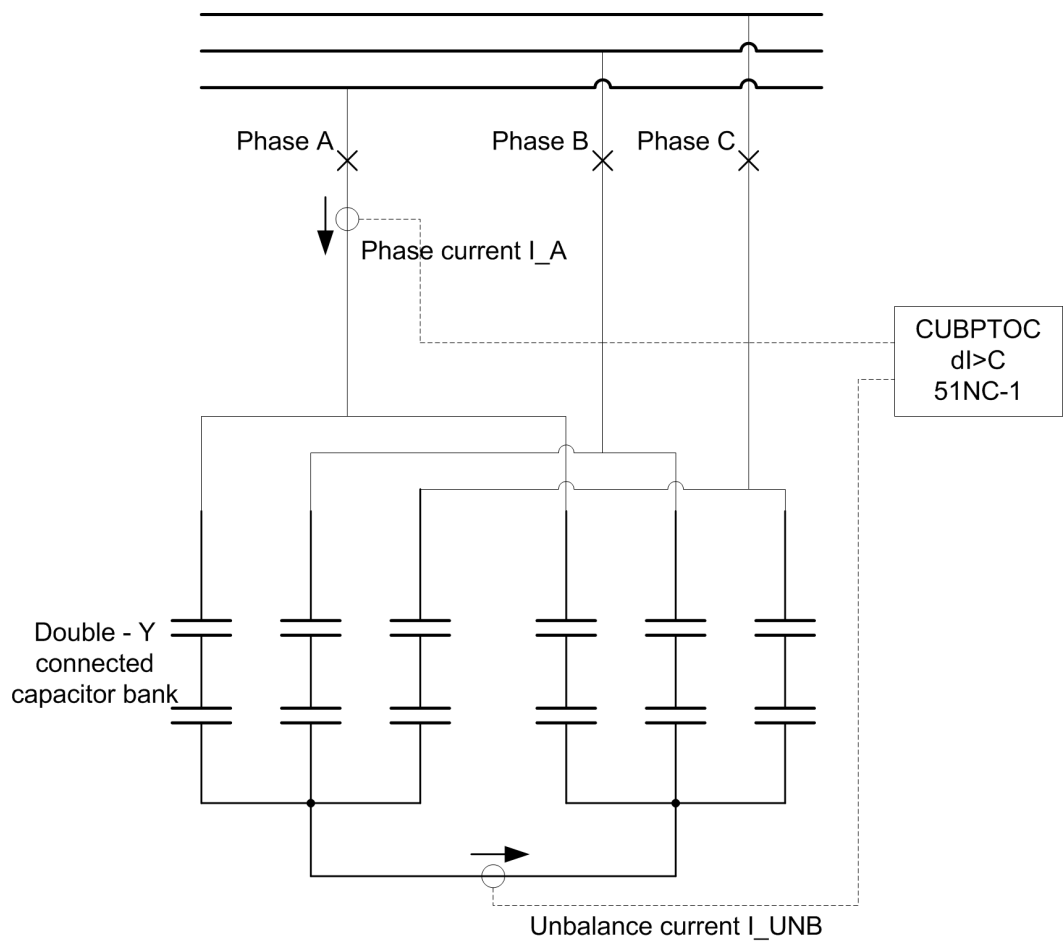 Phase A
Phase B
Phase C
Phase current I_A
CUBPTOC
dI>C
51NC-1
Double - Y
connected
capacitor bank
Unbalance current I_UNB